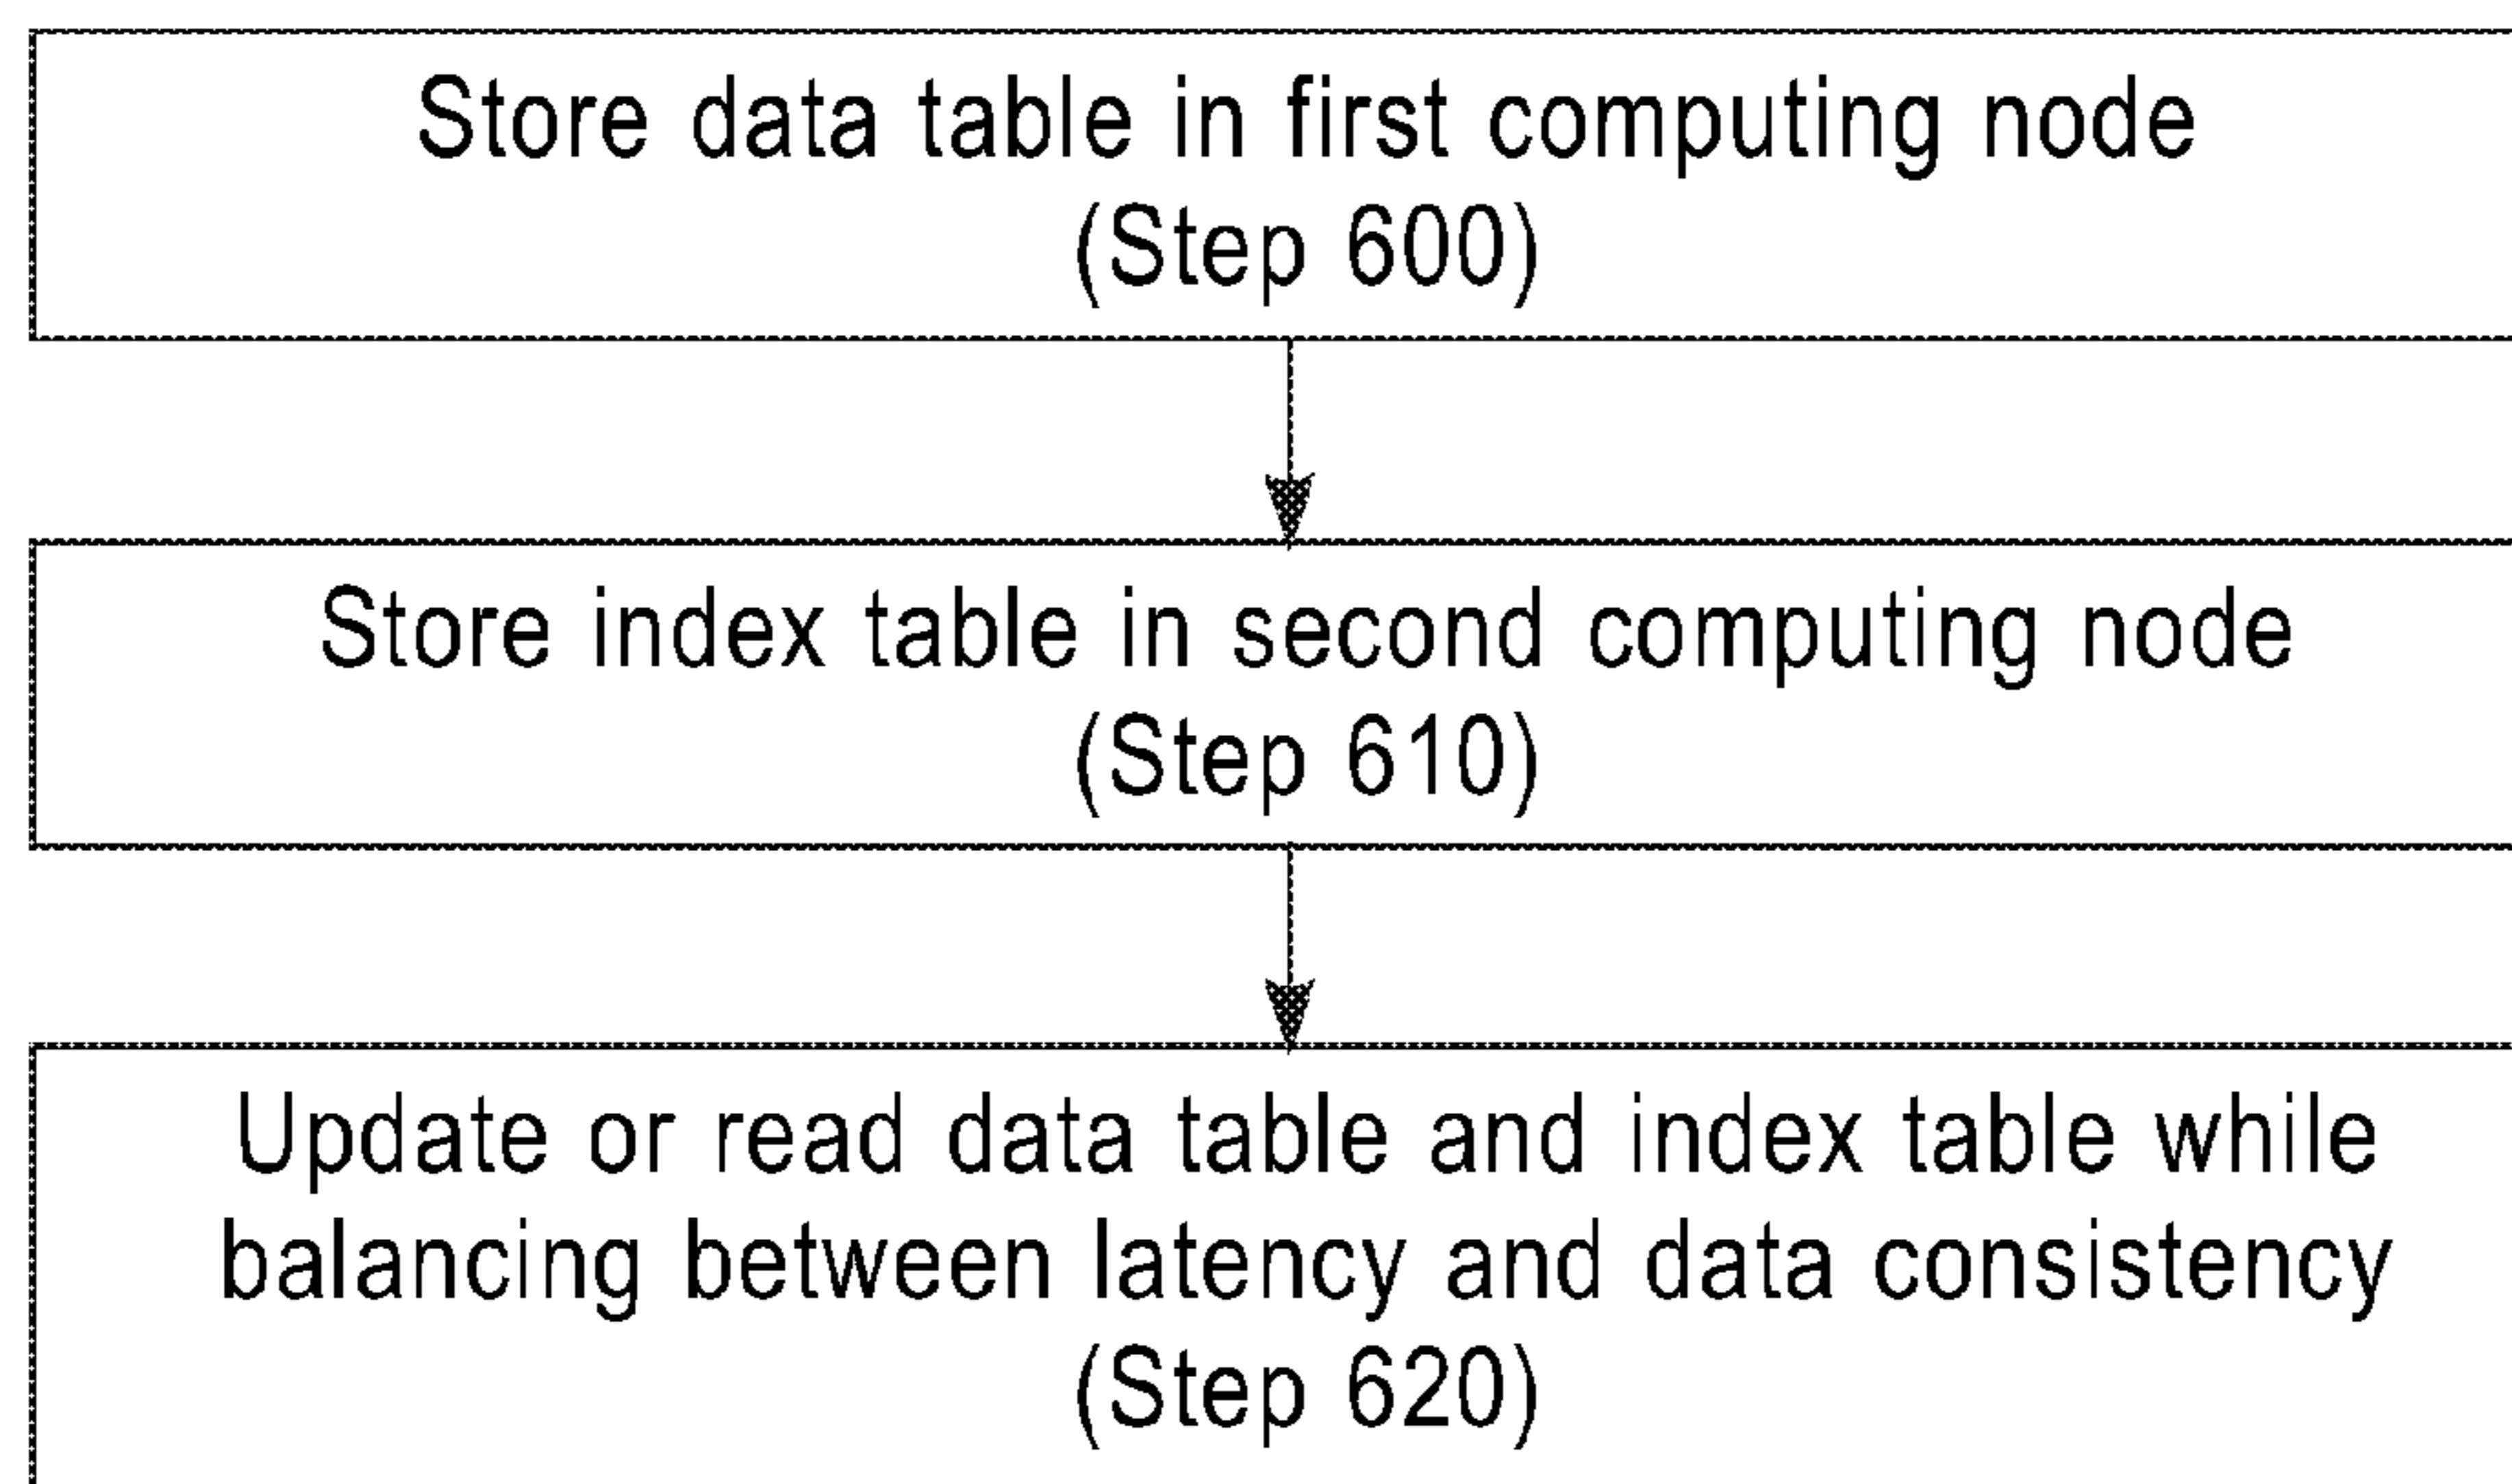 Store data table in first computing node
(Step 600)
Store index table in second computing node
(Step 610)
Update or read data table and index table while
balancing between latency and data consistency
(Step 620)